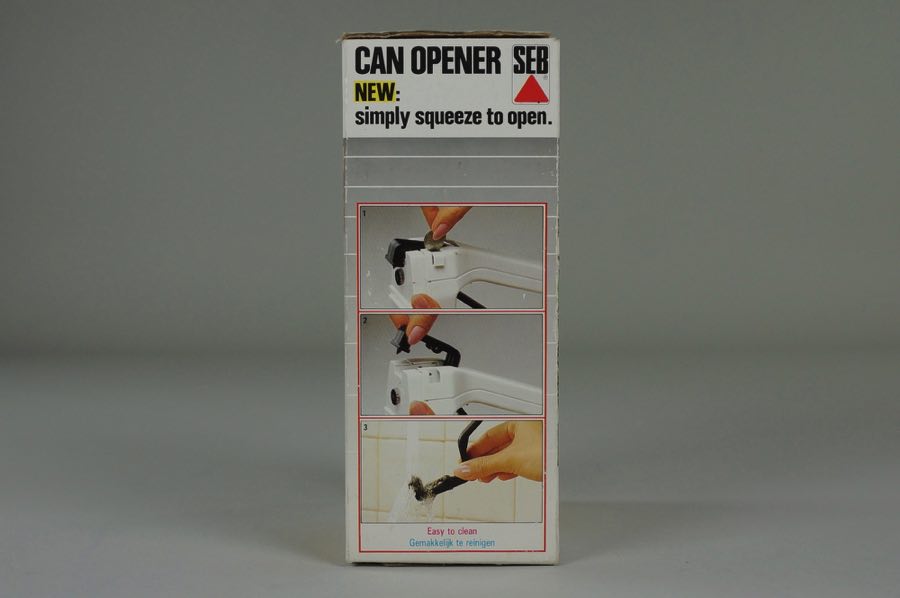 CAN OPENER SEB
NEW:
simply squeeze to open.
1
2
3
Easy to clean
Gemakkelijk te reinigen